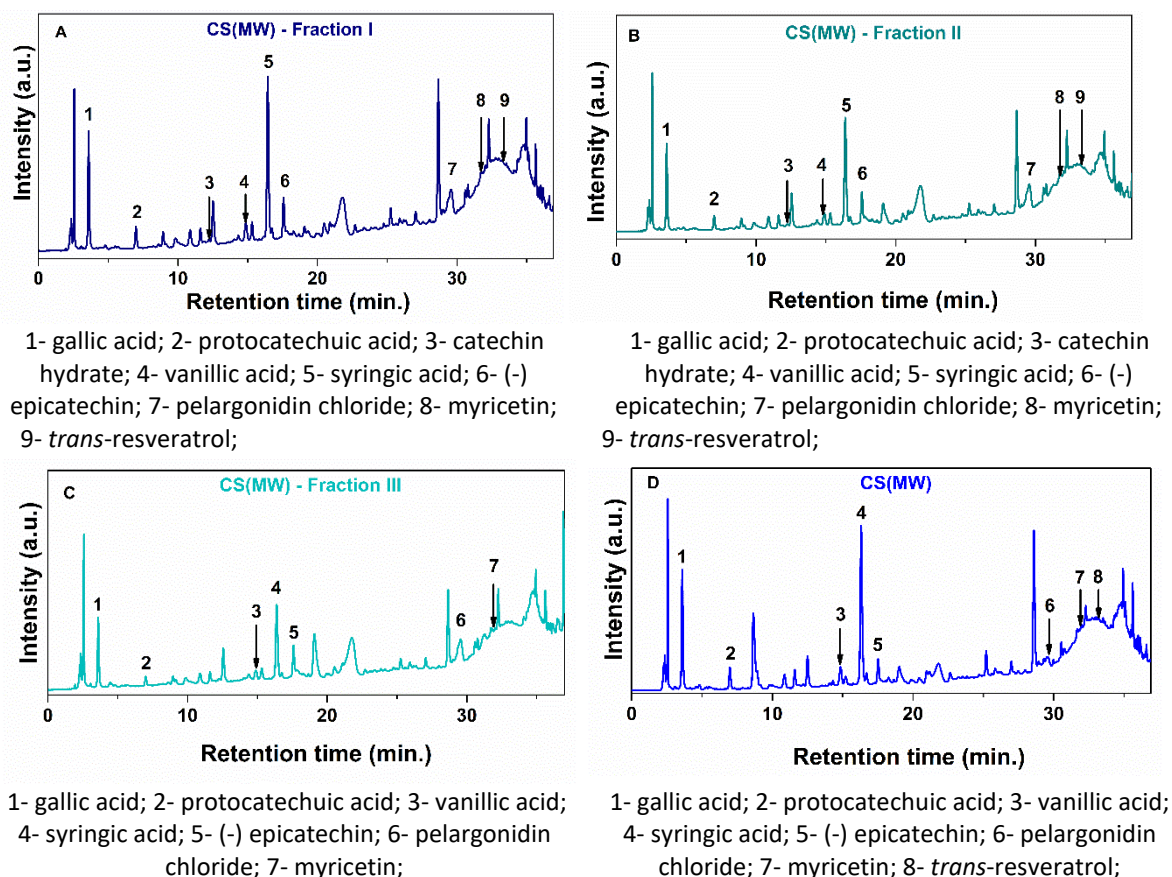 A
CS(MW) - Fraction I
Intensity (a.u.)
1
2
3
4
5
6
7
8
9
0
10
20
30
Retention time (min.)
1- gallic acid; 2- protocatechuic acid; 3- catechin
hydrate; 4- vanillic acid; 5- syringic acid; 6- (-)
epicatechin; 7- pelargonidin chloride; 8- myricetin;
9- trans-resveratrol;
B
CS(MW) - Fraction II
Intensity (a.u.)
1
2
3
4
5
6
7
8
9
0
10
20
30
Retention time (min.)
1- gallic acid; 2- protocatechuic acid; 3- catechin
hydrate; 4- vanillic acid; 5- syringic acid; 6- (-)
epicatechin; 7- pelargonidin chloride; 8- myricetin;
9- trans-resveratrol;
C
CS(MW) - Fraction III
Intensity (a.u.)
1
2
3
4
5
6
7
0
10
20
30
Retention time (min.)
1- gallic acid; 2- protocatechuic acid; 3- vanillic acid;
4- syringic acid; 5- (-) epicatechin; 6- pelargonidin
chloride; 7- myricetin;
D
CS(MW)
Intensity (a.u.)
1
2
3
4
5
6
7
8
0
10
20
30
Retention time (min.)
1- gallic acid; 2- protocatechuic acid; 3- vanillic acid;
4- syringic acid; 5- (-) epicatechin; 6- pelargonidin
chloride; 7- myricetin; 8- trans-resveratrol;